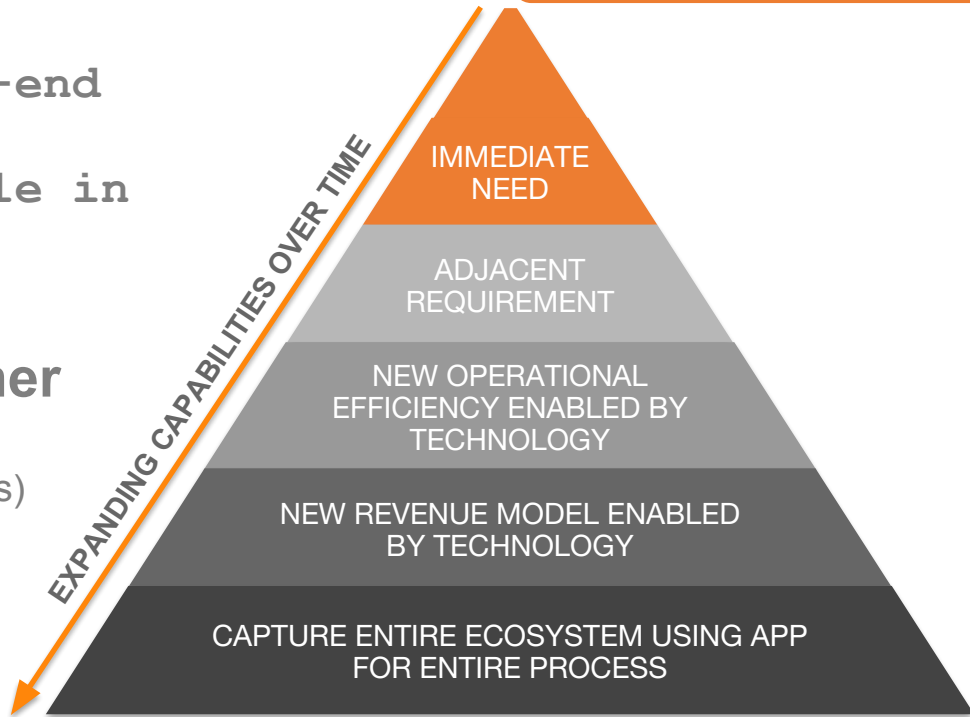 -end
le in
ner
s)
EXPANDING CAPABILITIES OVER TIME
IMMEDIATE
NEED
ADJACENT
REQUIREMENT
NEW OPERATIONAL
EFFICIENCY ENABLED BY
TECHNOLOGY
NEW REVENUE MODEL ENABLED
BY TECHNOLOGY
CAPTURE ENTIRE ECOSYSTEM USING APP
FOR ENTIRE PROCESS